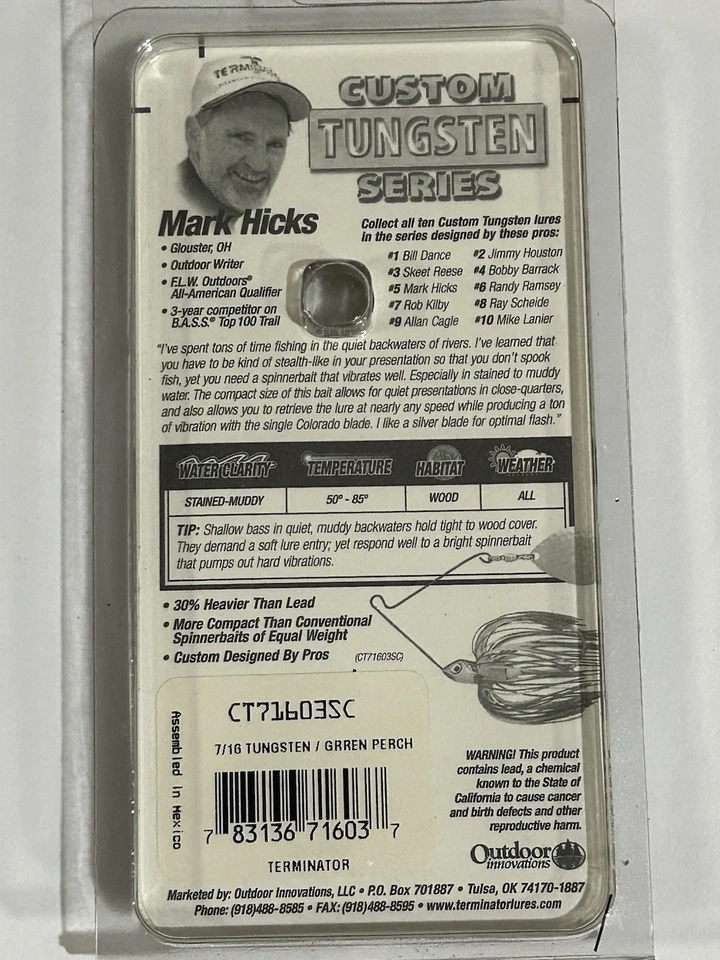 CUSTOM
TUNGSTEN
SERIES
Mark Hicks
• Glouster, OH
• Outdoor Writer
• F.L.W. Outdoors®
All-American Qualifier
• 3-year competitor on
B.A.S.S.® Top 100 Trail
Collect all ten Custom Tungsten lures
in the series designed by these pros:
#1 Bill Dance #2 Jimmy Houston
#3 Skeet Reese #4 Bobby Barrack
#5 Mark Hicks #6 Randy Ramsey
#7 Rob Kilby #8 Ray Scheide
#9 Allan Cagle #10 Mike Lanier
"I've spent tons of time fishing in the quiet backwaters of rivers. I've learned that
you have to be kind of stealth-like in your presentation so that you don't spook
fish, yet you need a spinnerbait that vibrates well. Especially in stained to muddy
water. The compact size of this bait allows for quiet presentations in close-quarters,
and also allows you to retrieve the lure at nearly any speed while producing a ton
of vibration with the single Colorado blade. I like a silver blade for optimal flash."
WATER CLARITY TEMPERATURE HABITAT WEATHER
STAINED-MUDDY 50° - 85° WOOD ALL
TIP: Shallow bass in quiet, muddy backwaters hold tight to wood cover.
They demand a soft lure entry; yet respond well to a bright spinnerbait
that pumps out hard vibrations.
• 30% Heavier Than Lead
• More Compact Than Conventional
Spinnerbaits of Equal Weight
• Custom Designed By Pros (CT71603SC)
CT71603SC
7/16 TUNGSTEN / GRREN PERCH
Assembled in Mexico
7 83136 71603 7
TERMINATOR
WARNING! This product
contains lead, a chemical
known to the State of
California to cause cancer
and birth defects and other
reproductive harm.
Outdoor
innovations
Marketed by: Outdoor Innovations, LLC • P.O. Box 701887 • Tulsa, OK 74170-1887
Phone: (918)488-8585 • FAX: (918)488-8595 • www.terminatorlures.com